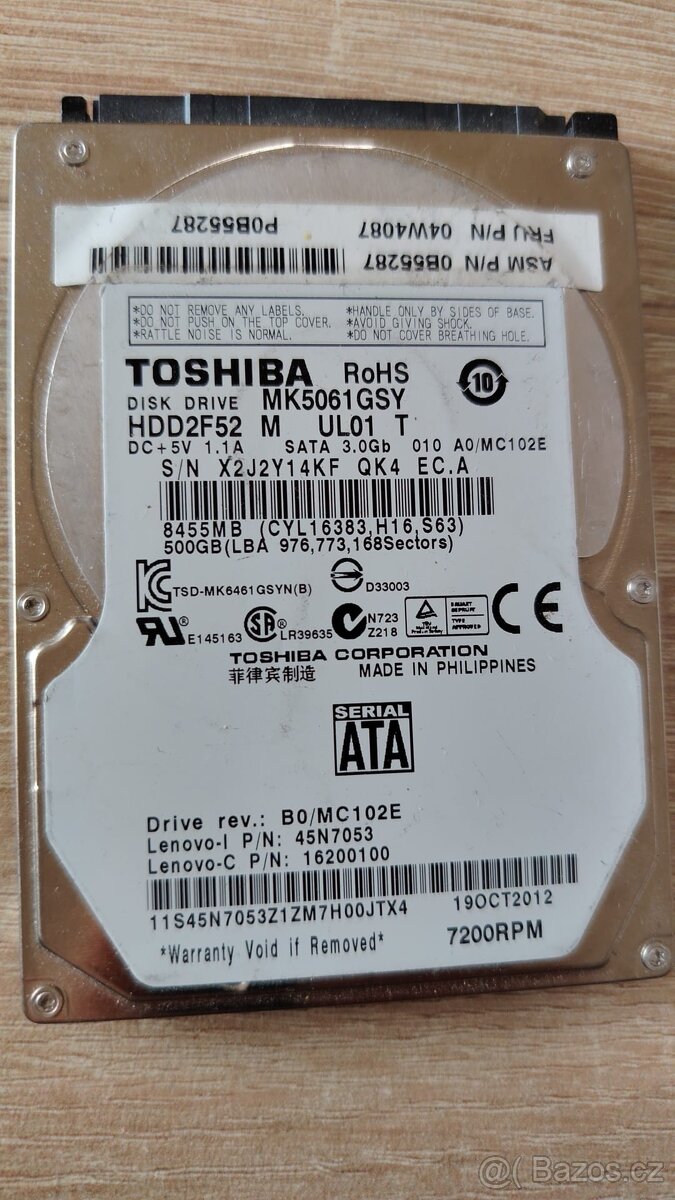 P0B55287
FRU P/N 04W4087
ASM P/N 0B55287
*DO NOT REMOVE ANY LABELS. *HANDLE ONLY BY SIDES OF BASE.
*DO NOT PUSH ON THE TOP COVER. *AVOID GIVING SHOCK.
*RATTLE NOISE IS NORMAL. *DO NOT COVER BREATHING HOLE.
TOSHIBA RoHS 10
DISK DRIVE MK5061GSY
HDD2F52 M UL01 T
DC+5V 1.1A SATA 3.0Gb 010 A0/MC102E
S/N X2J2Y14KF QK4 EC.A
8455MB (CYL16383,H16,S63)
500GB(LBA 976,773,168Sectors)
TSD-MK6461GSYN(B) D33003
E145163 LR39635 N723
Z218
CE
TOSHIBA CORPORATION
菲律宾制造 MADE IN PHILIPPINES
SERIAL
ATA
Drive rev.: B0/MC102E
Lenovo-I P/N: 45N7053
Lenovo-C P/N: 16200100
11S45N7053Z1ZM7H00JTX4 19OCT2012
*Warranty Void if Removed* 7200RPM
@( Bazos.cz